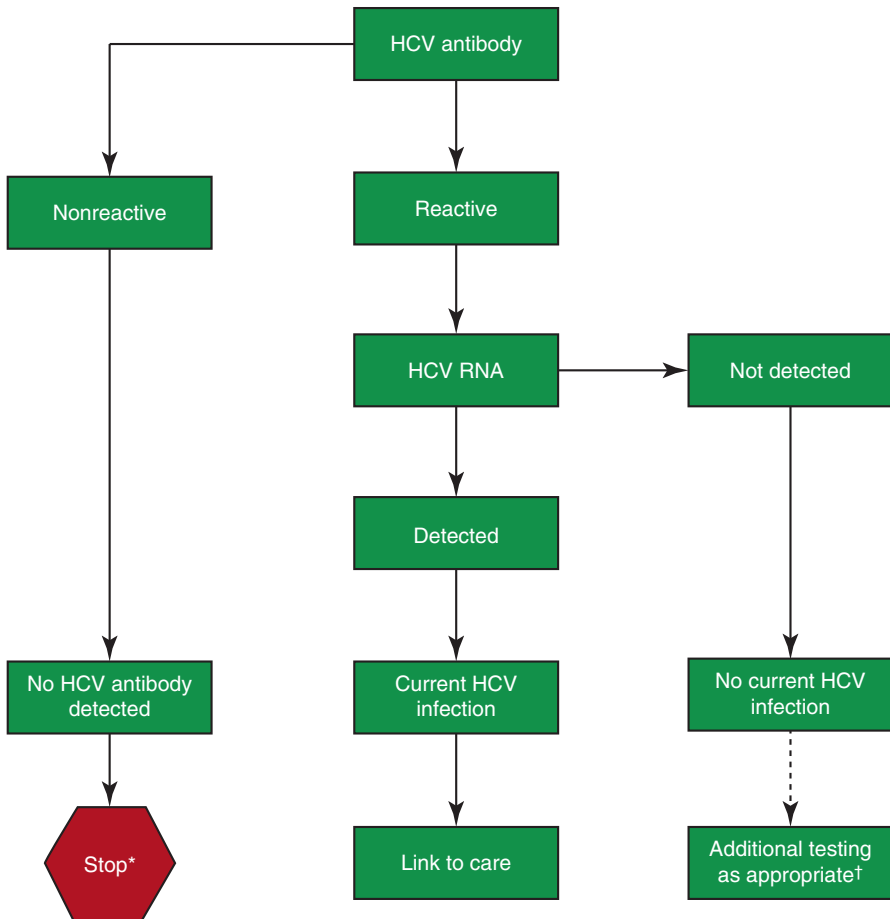 HCV antibody
Nonreactive
Reactive
HCV RNA
Not detected
Detected
No HCV antibody
detected
Current HCV
infection
No current HCV
infection
Stop*
Link to care
Additional testing
as appropriate†